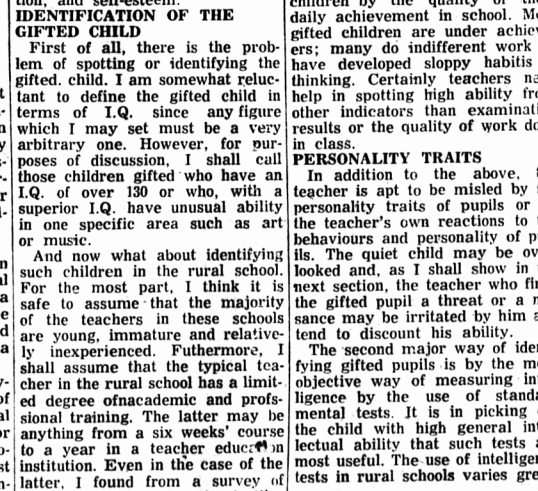 tion, and self-esteem.
IDENTIFICATION OF THE
GIFTED CHILD
First of all, there is the prob-
lem of spotting or identifying the
gifted. child. I am somewhat reluc-
tant to define the gifted child in
terms of I.Q. since any figure
which I may set must be a very
arbitrary one. However, for pur-
poses of discussion, I shall call
those children gifted who have an
I.Q. of over 130 or who, with a
superior I.Q. have unusual ability
in one specific area such as art
or music.
And now what about identifying
such children in the rural school.
For the most part, I think it is
safe to assume that the majority
of the teachers in these schools
are young, immature and relative-
ly inexperienced. Futhermore, I
shall assume that the typical tea-
cher in the rural school has a limit-
ed degree ofnacademic and profs-
sional training. The latter may be
anything from a six weeks' course
to a year in a teacher education
institution. Even in the case of the
latter, I found from a survey of
children by the quality of
daily achievement in school.
gifted children are under achiev
ers; many do indifferent work
have developed sloppy habitis
thinking. Certainly teachers
help in spotting high ability
other indicators than examinati
results or the quality of work
in class.
PERSONALITY TRAITS
In addition to the above,
teacher is apt to be misled by
personality traits of pupils or
the teacher's own reactions to
behaviours and personality of
ils. The quiet child may be ov
looked and, as I shall show in
next section, the teacher who
the gifted pupil a threat or a
sance may be irritated by him
tend to discount his ability.
The second major way of
fying gifted pupils is by the
objective way of measuring
ligence by the use of
mental tests. It is in picking
the child with high general
lectual ability that such tests
most useful. The use of
tests in rural schools varies